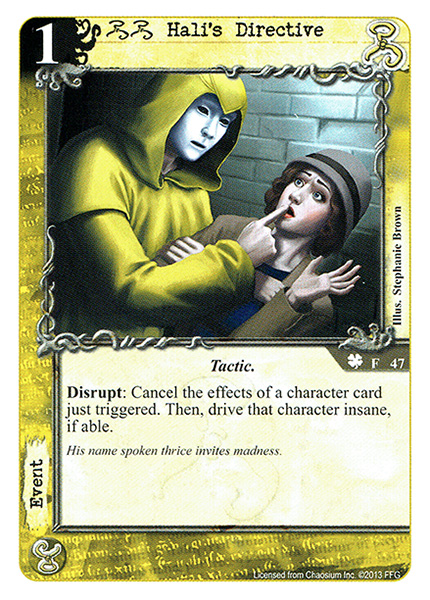 1
Hali's Directive
Illus. Stephanie Brown
F 47
Tactic.
Disrupt: Cancel the effects of a character card
just triggered. Then, drive that character insane,
if able.
His name spoken thrice invites madness.
Event
Licensed from Chaosium Inc. ©2013 FFG